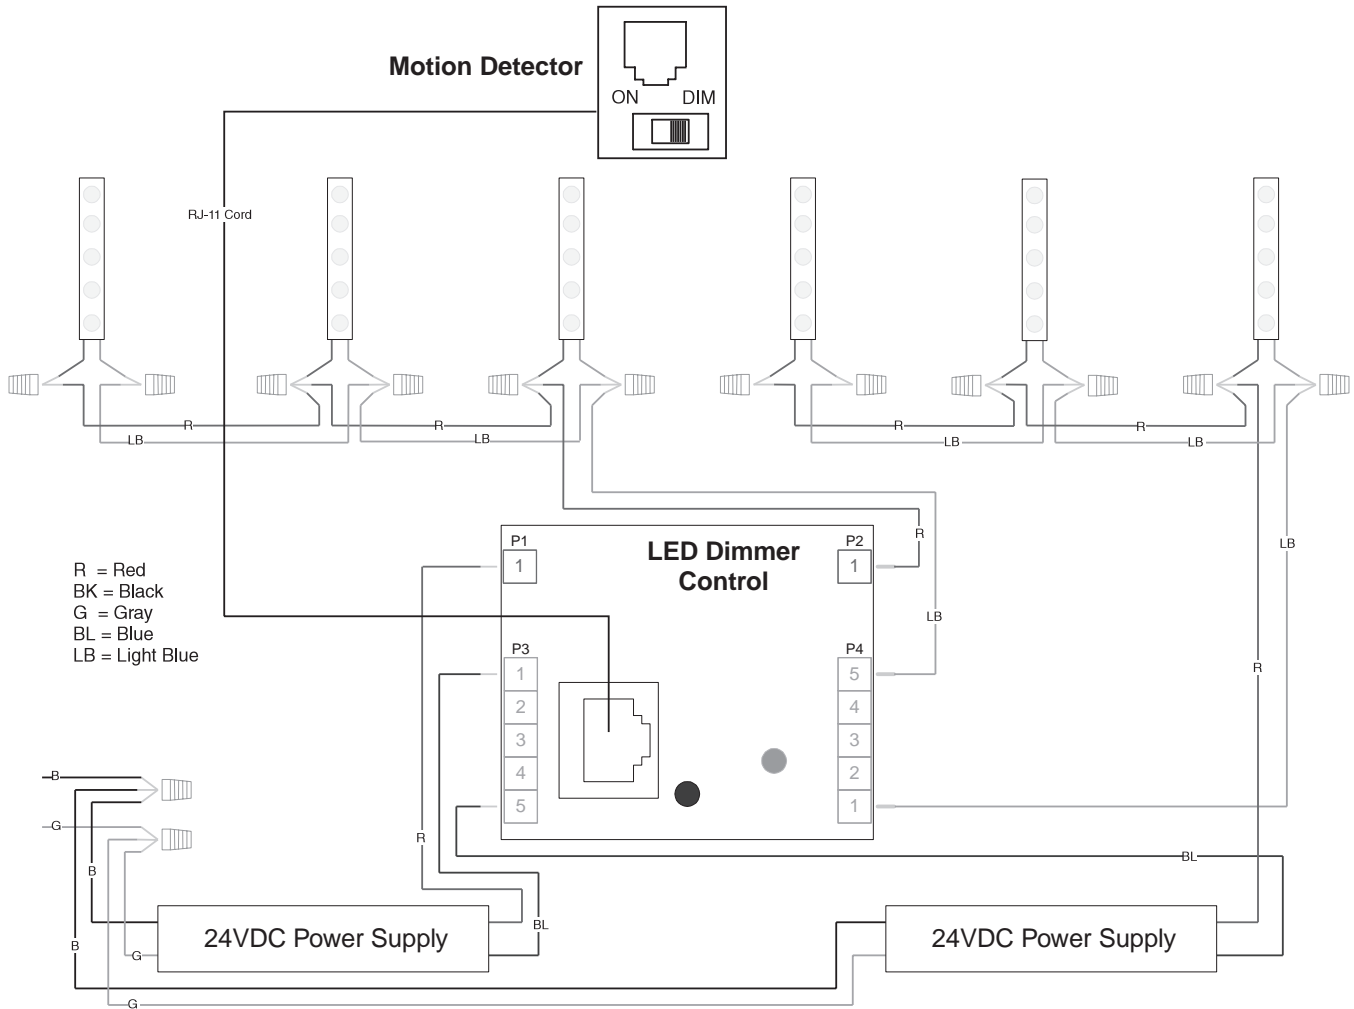 Motion Detector
ON DIM
RJ-11 Cord
R R R R
LB LB LB LB
R
LB
P1 LED Dimmer P2
1 Control 1
R = Red
BK = Black
G = Gray
BL = Blue
LB = Light Blue
LB
P3 P4
1 5
2 4
3 3
4 2
5 1
R
B
G
R
BL
B
BL
24VDC Power Supply
24VDC Power Supply
B
G
G